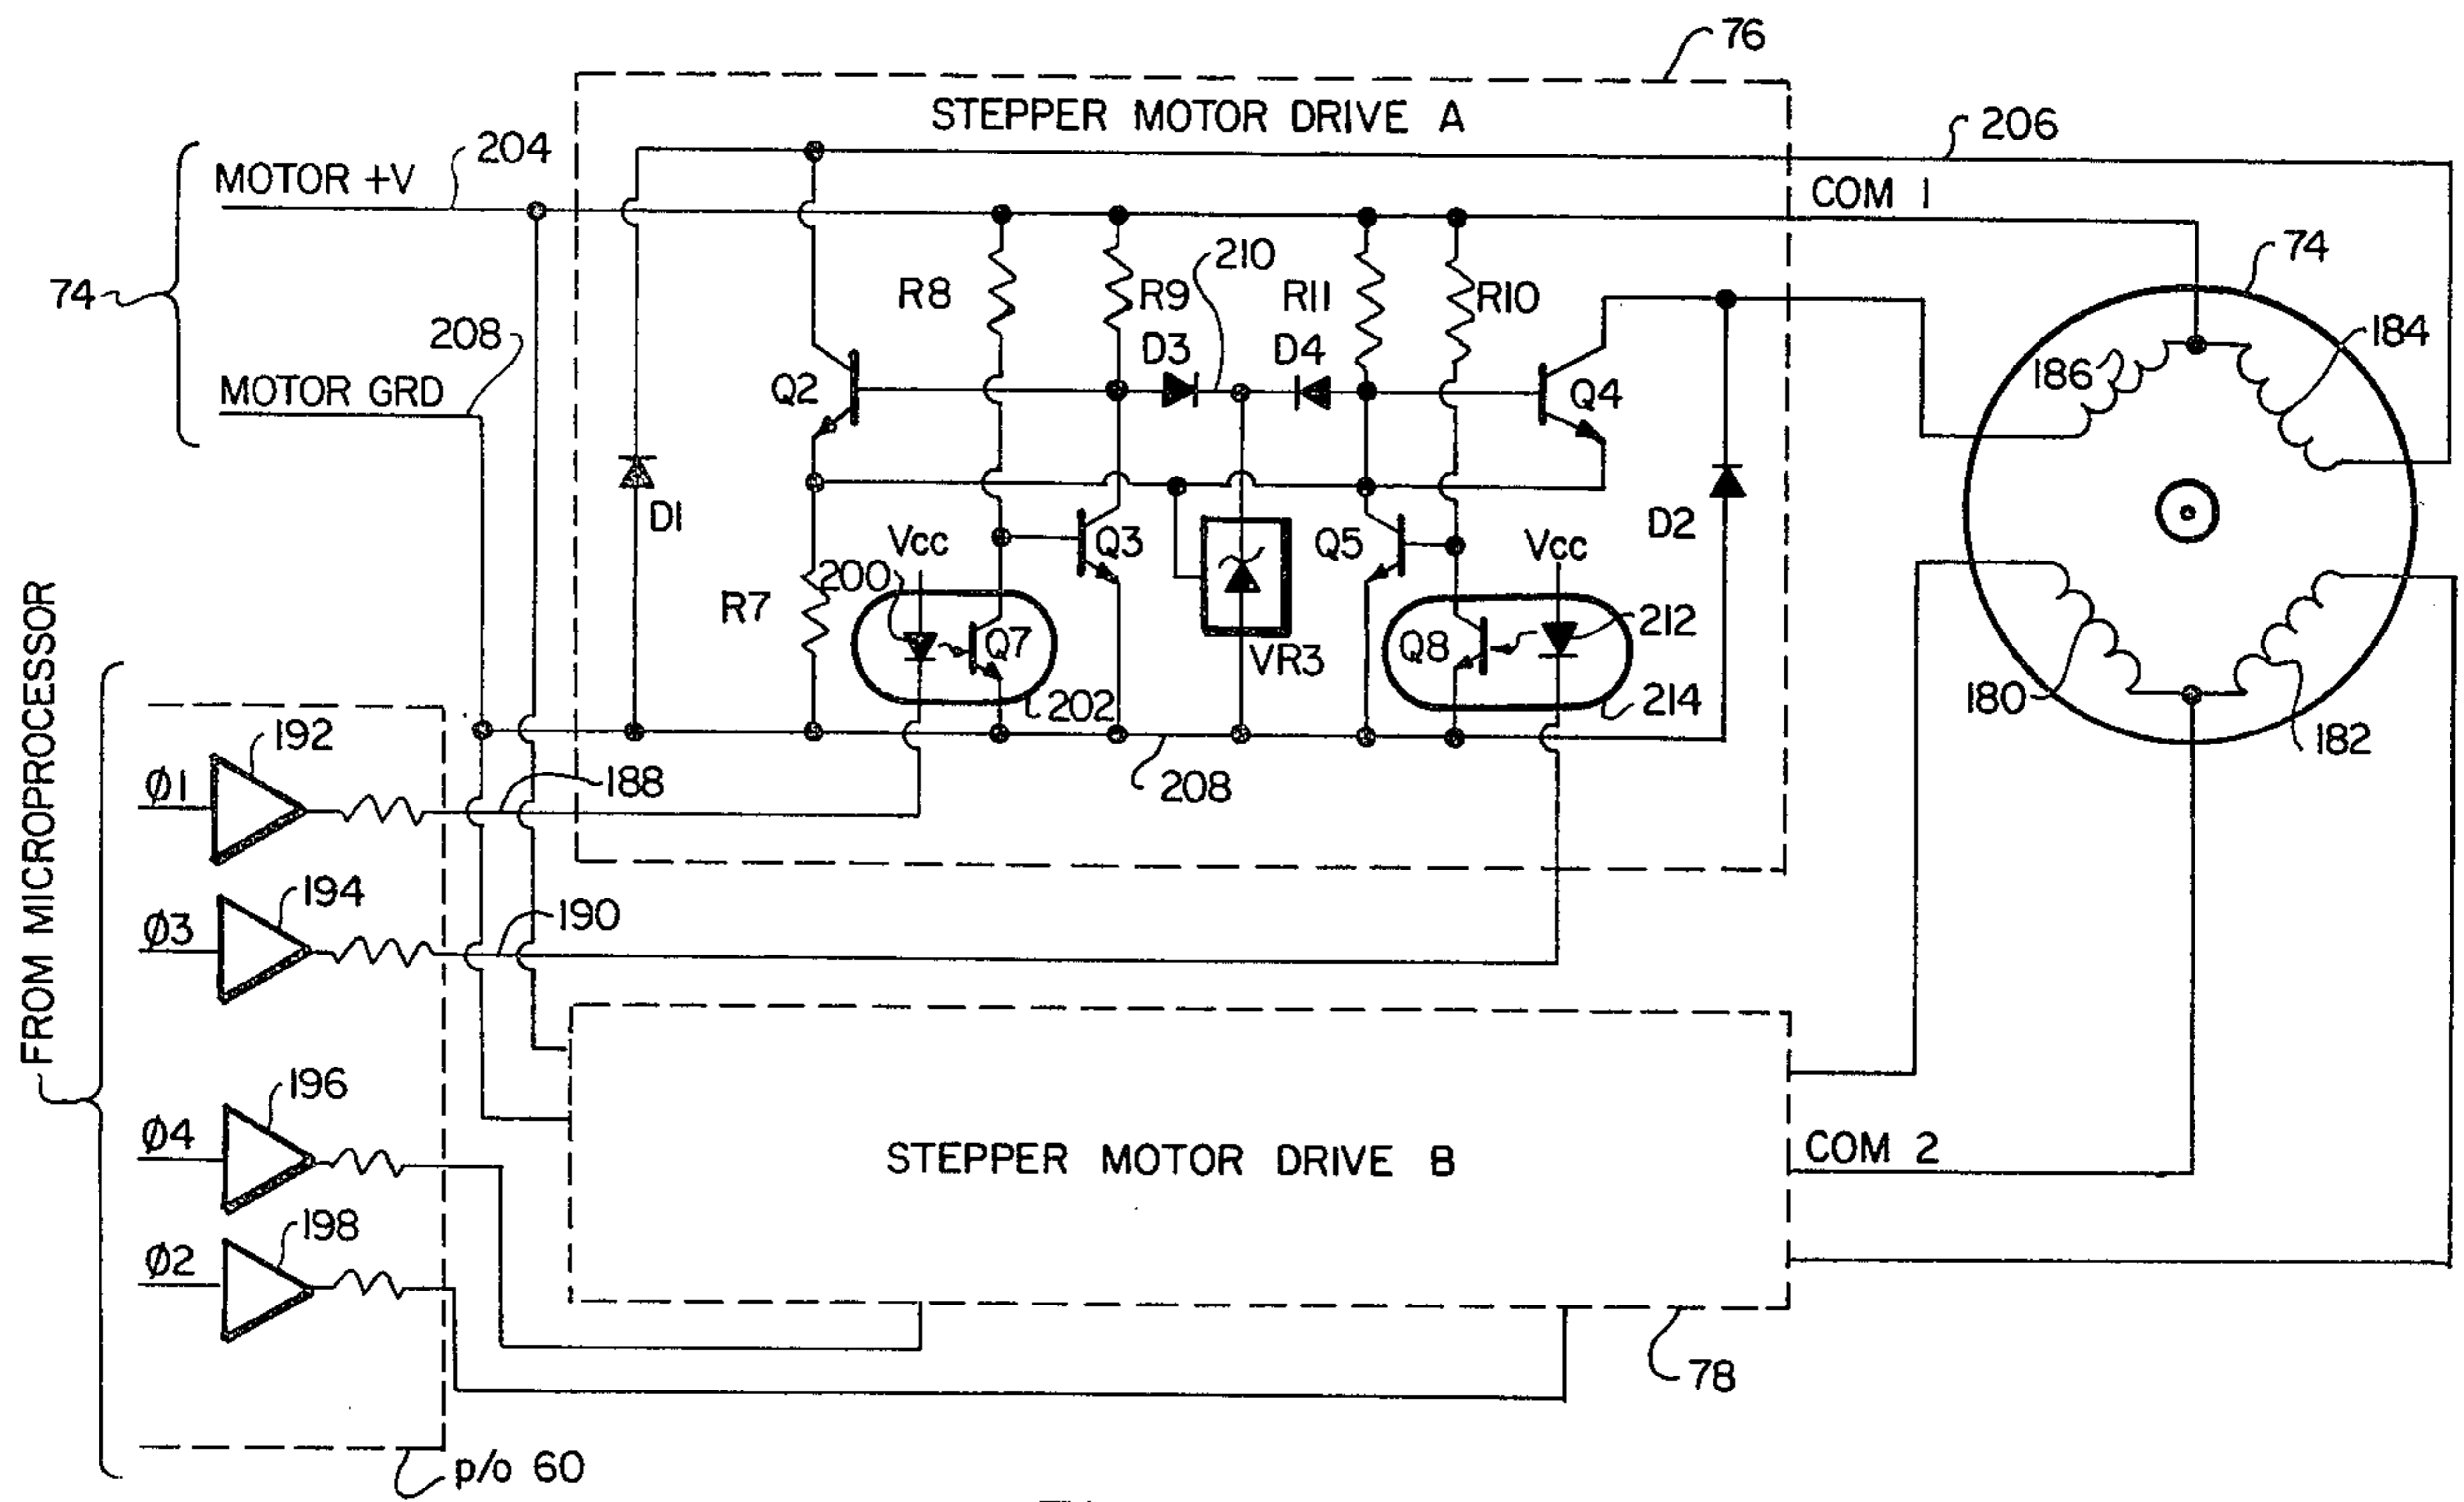 76
STEPPER MOTOR DRIVE A
206
204
MOTOR +V
COM 1
74
210
74
R8
R9
R11
R10
184
208
D3
D4
186
MOTOR GRD
Q2
Q4
D1
Vcc
Q3
Q5
Vcc
D2
200
R7
Q7
Q8
212
VR3
180
202
214
182
FROM MICROPROCESSOR
192
Ø1
188
208
194
Ø3
190
196
Ø4
STEPPER MOTOR DRIVE B
COM 2
198
Ø2
78
p/o 60